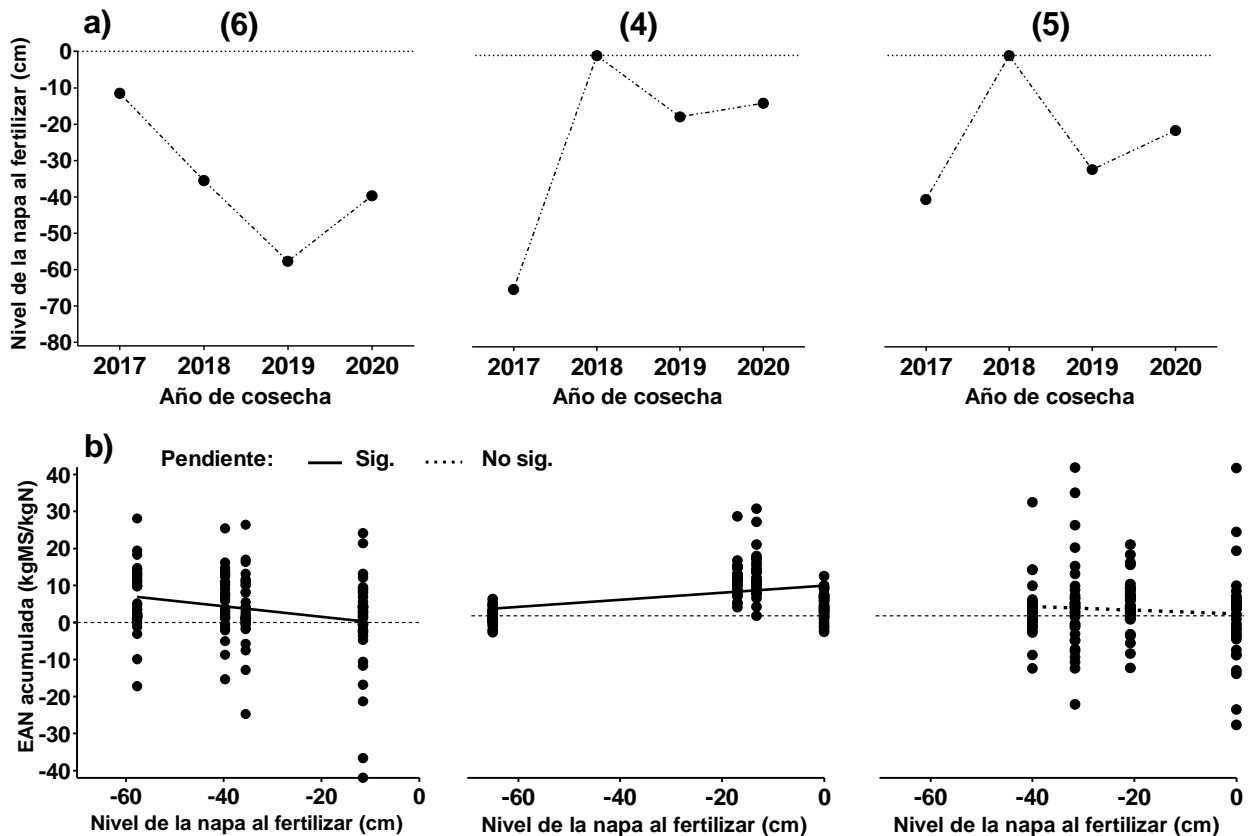 a) (6) (4) (5)
Nivel de la napa al fertilizar (cm)
0
-10
-20
-30
-40
-50
-60
-70
-80
2017 2018 2019 2020 2017 2018 2019 2020 2017 2018 2019 2020
Año de cosecha Año de cosecha Año de cosecha
b) Pendiente: Sig. No sig.
EAN acumulada (kgMS/kgN)
40
30
20
10
0
-10
-20
-30
-40
-60 -40 -20 0 -60 -40 -20 0 -60 -40 -20 0
Nivel de la napa al fertilizar (cm) Nivel de la napa al fertilizar (cm) Nivel de la napa al fertilizar (cm)